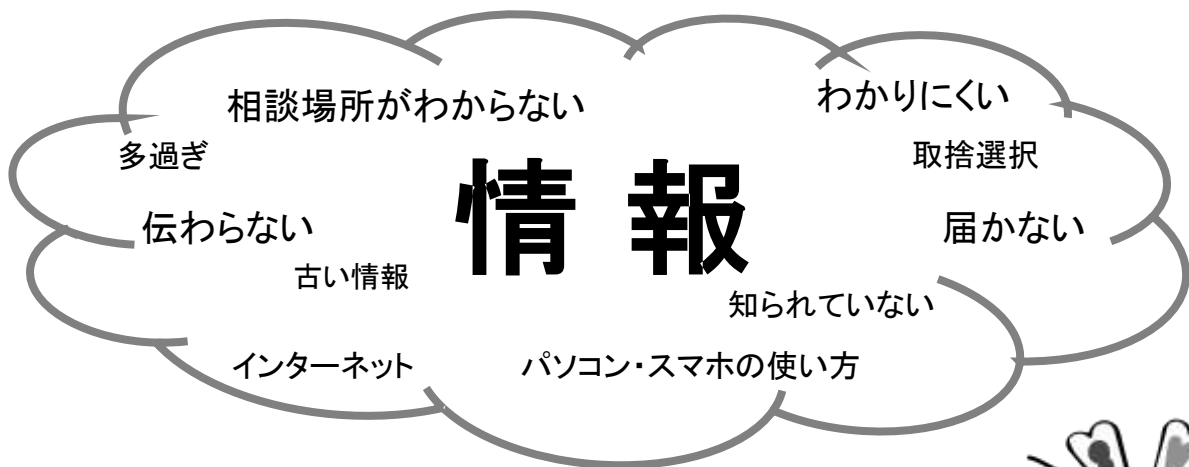 相談場所がわからない
わかりにくい
多過ぎ
取捨選択
情報
伝わらない
届かない
古い情報
知られていない
インターネット
パソコン・スマホの使い方